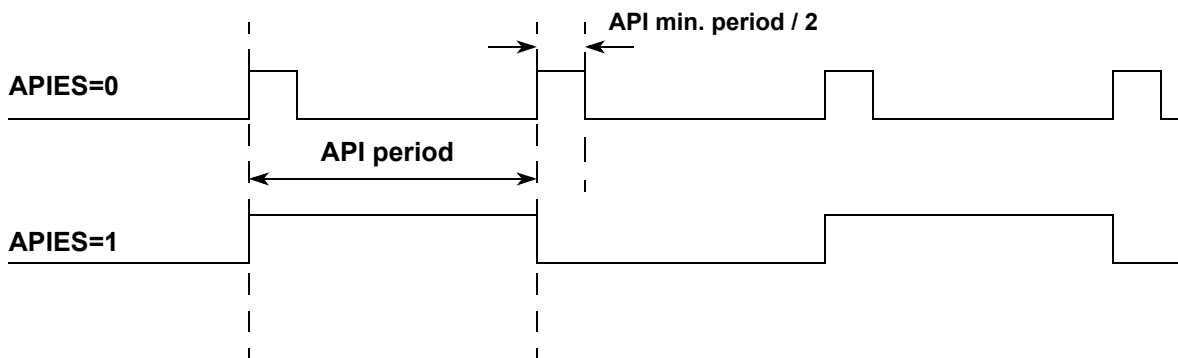 API min. period / 2
APIES=0
API period
APIES=1